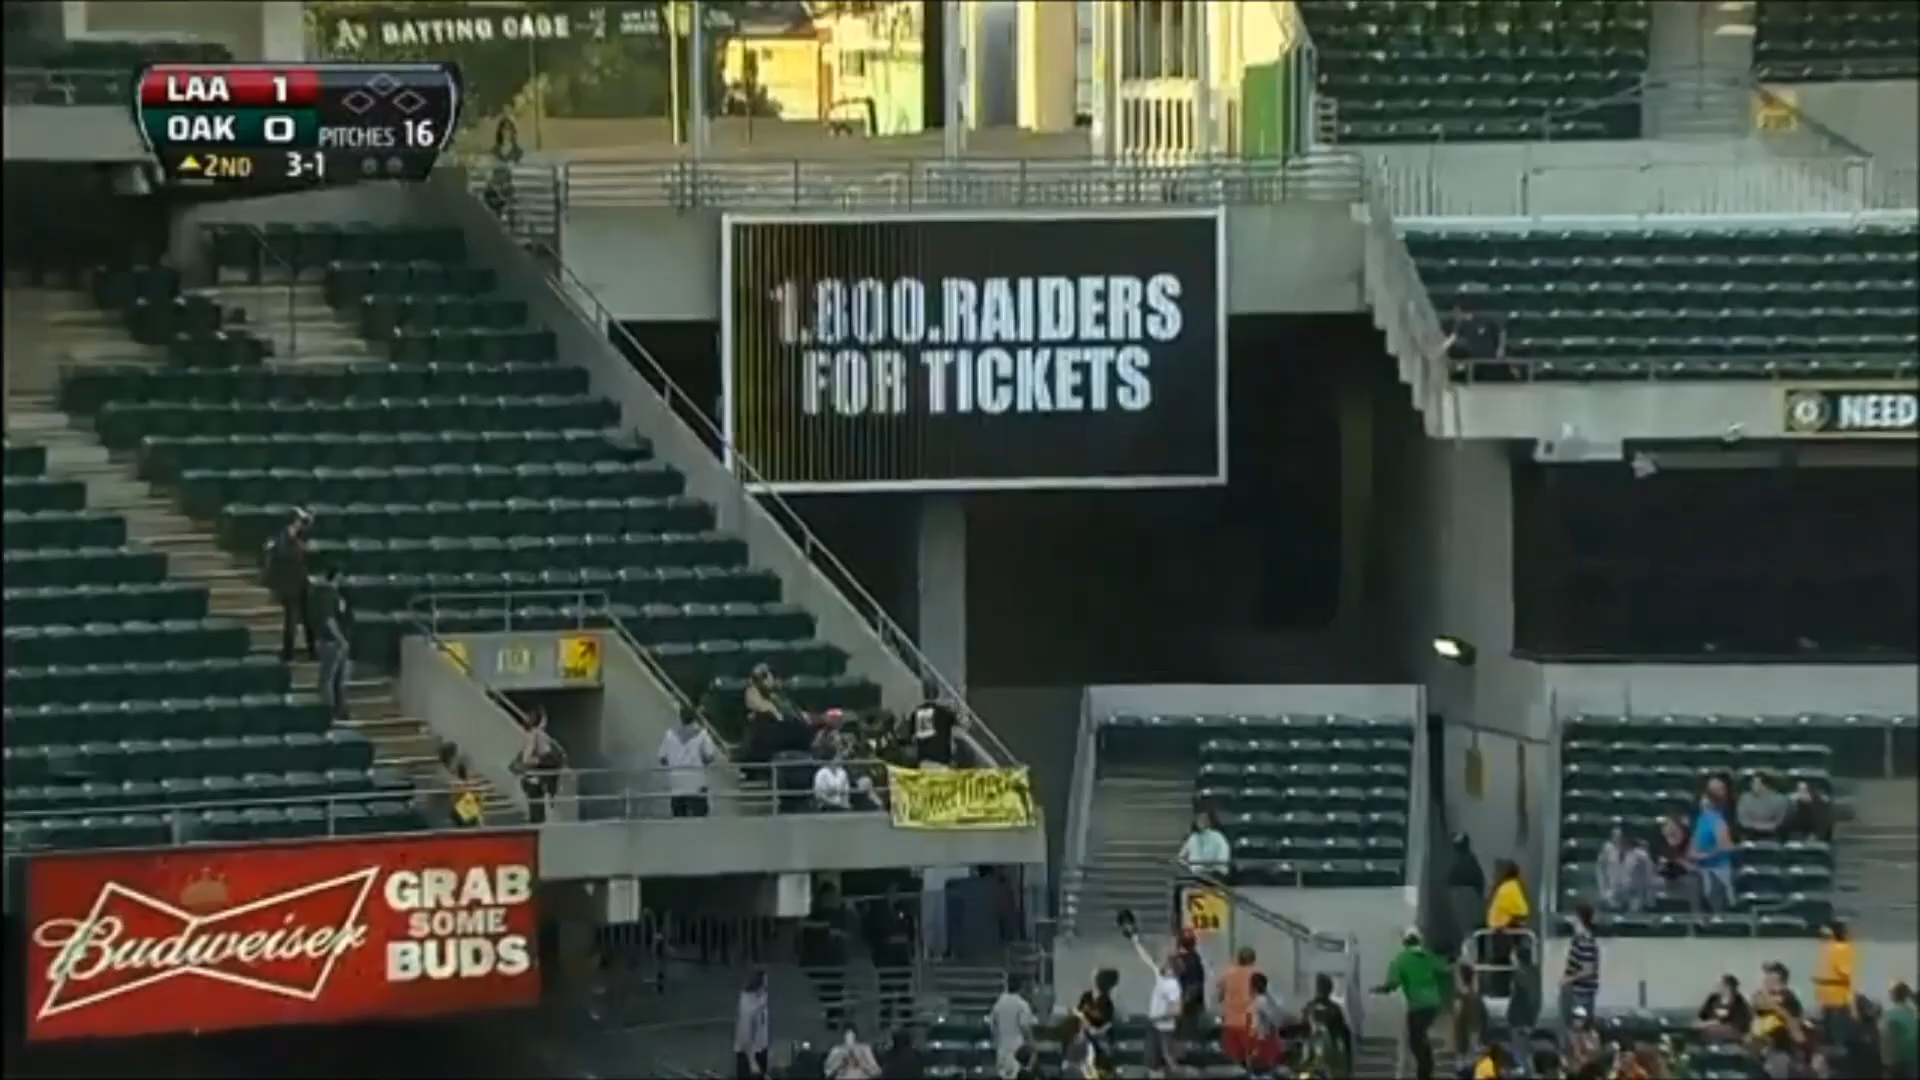 A's BATTING CAGE
LAA 1
OAK 0 PITCHES 16
2ND 3-1
1.800.RAIDERS
FOR TICKETS
NEED
Budweiser
GRAB
SOME
BUDS
134